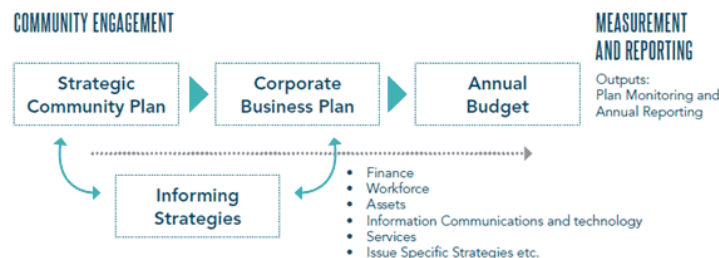 COMMUNITY ENGAGEMENT
MEASUREMENT
AND REPORTING
Strategic
Community Plan
Corporate
Business Plan
Annual
Budget
Outputs:
Plan Monitoring and
Annual Reporting
Informing
Strategies
• Finance
• Workforce
• Assets
• Information Communications and technology
• Services
• Issue Specific Strategies etc.